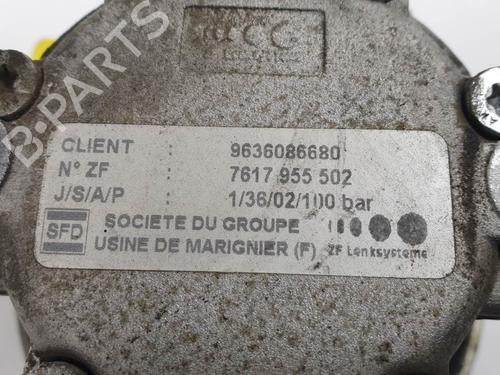 CLIENT : 9636086680
N° ZF : 7617 955 502
J/S/A/P : 1/36/02/100 bar
SFD SOCIETE DU GROUPE
USINE DE MARIGNIER (F) ZF Lenksysteme
B-PARTS